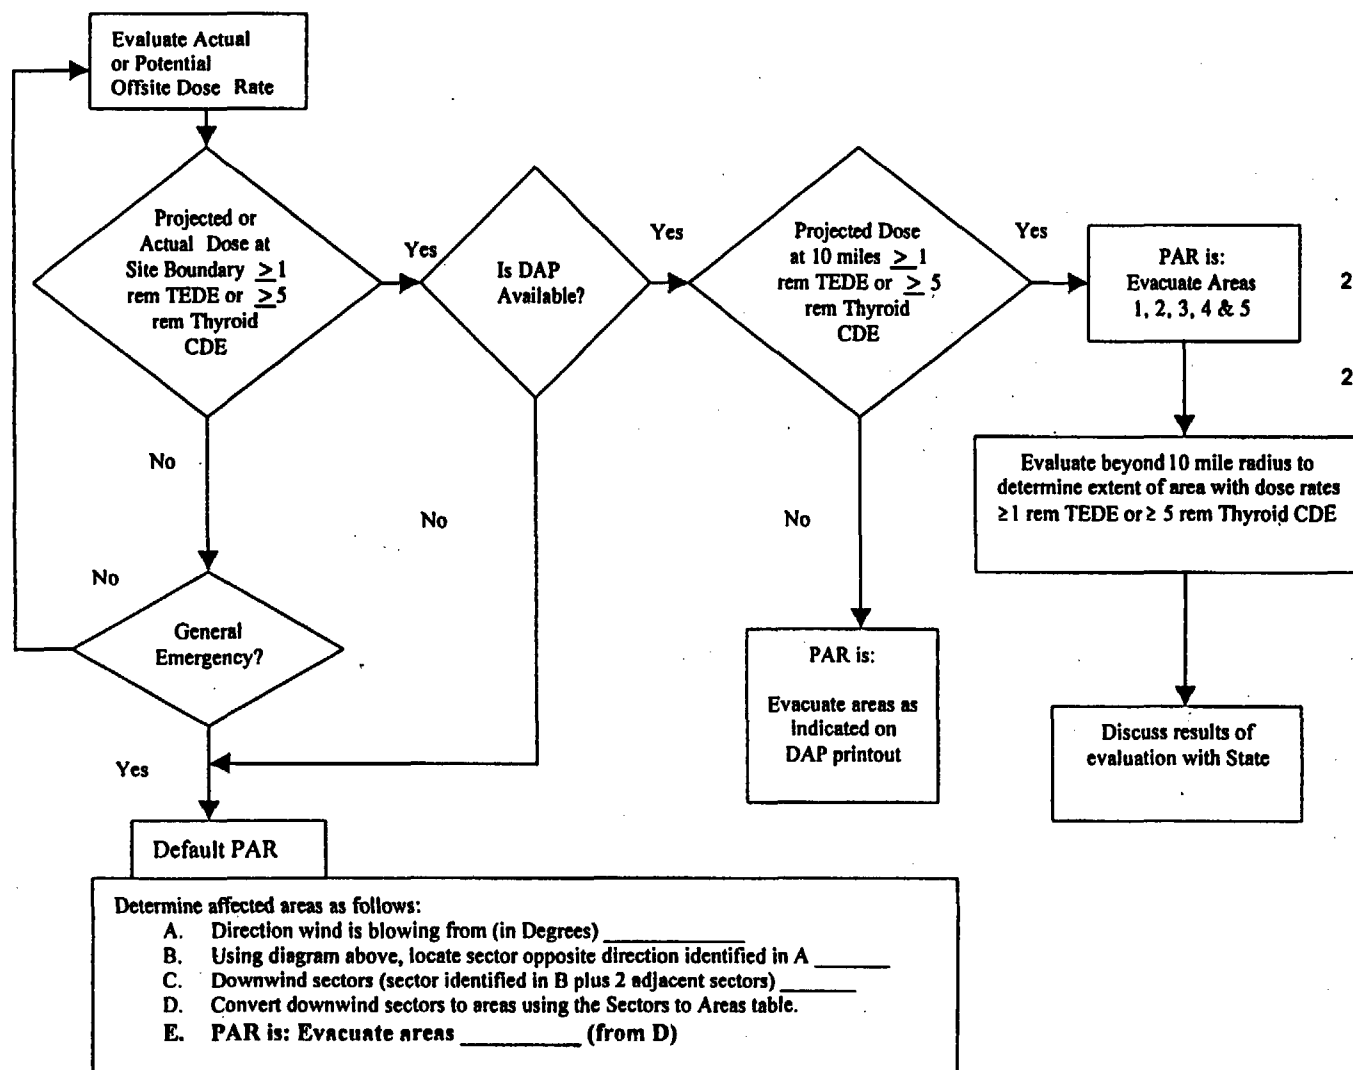 Evaluate Actual
or Potential
Offsite Dose Rate
Projected or
Actual Dose at
Site Boundary ≥1
rem TEDE or ≥5
rem Thyroid
CDE
Yes
Is DAP
Available?
Yes
Projected Dose
at 10 miles ≥ 1
rem TEDE or ≥ 5
rem Thyroid
CDE
Yes
PAR is:
Evacuate Areas
1, 2, 3, 4 & 5
2
2
No
No
No
Evaluate beyond 10 mile radius to
determine extent of area with dose rates
≥1 rem TEDE or ≥ 5 rem Thyroid CDE
No
General
Emergency?
PAR is:
Evacuate areas as
indicated on
DAP printout
Discuss results of
evaluation with State
Yes
Default PAR
Determine affected areas as follows:
A. Direction wind is blowing from (in Degrees) ____________
B. Using diagram above, locate sector opposite direction identified in A ______
C. Downwind sectors (sector identified in B plus 2 adjacent sectors) ______
D. Convert downwind sectors to areas using the Sectors to Areas table.
E. PAR is: Evacuate areas _________ (from D)